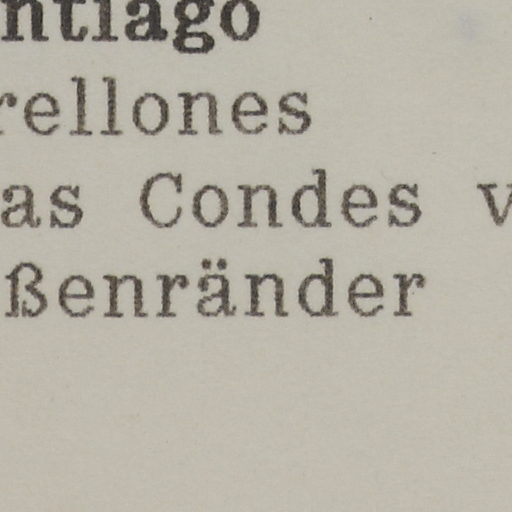 ntiago
rellones
as Condes v
ßenränder